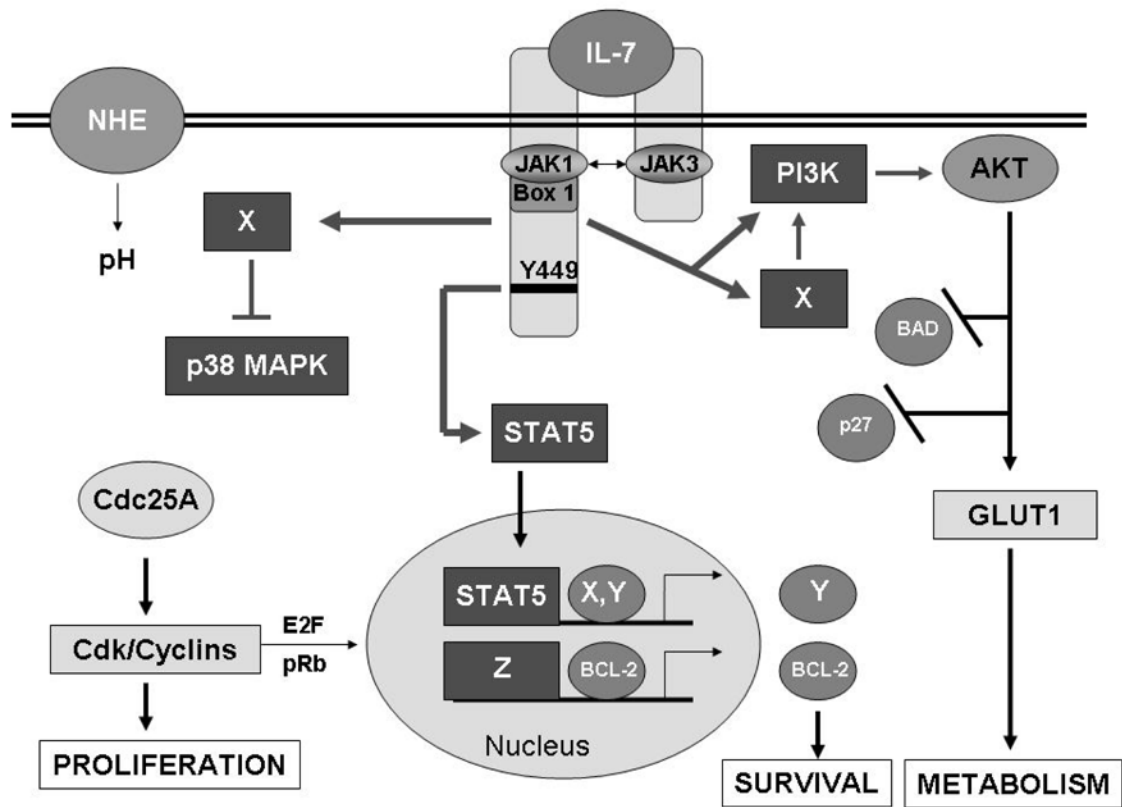 IL-7
NHE
JAK1
JAK3
Box 1
PI3K
AKT
X
pH
Y449
X
BAD
p38 MAPK
p27
STAT5
Cdc25A
GLUT1
STAT5
X,Y
Y
E2F
Cdk/Cyclins
pRb
Z
BCL-2
BCL-2
Nucleus
PROLIFERATION
SURVIVAL
METABOLISM